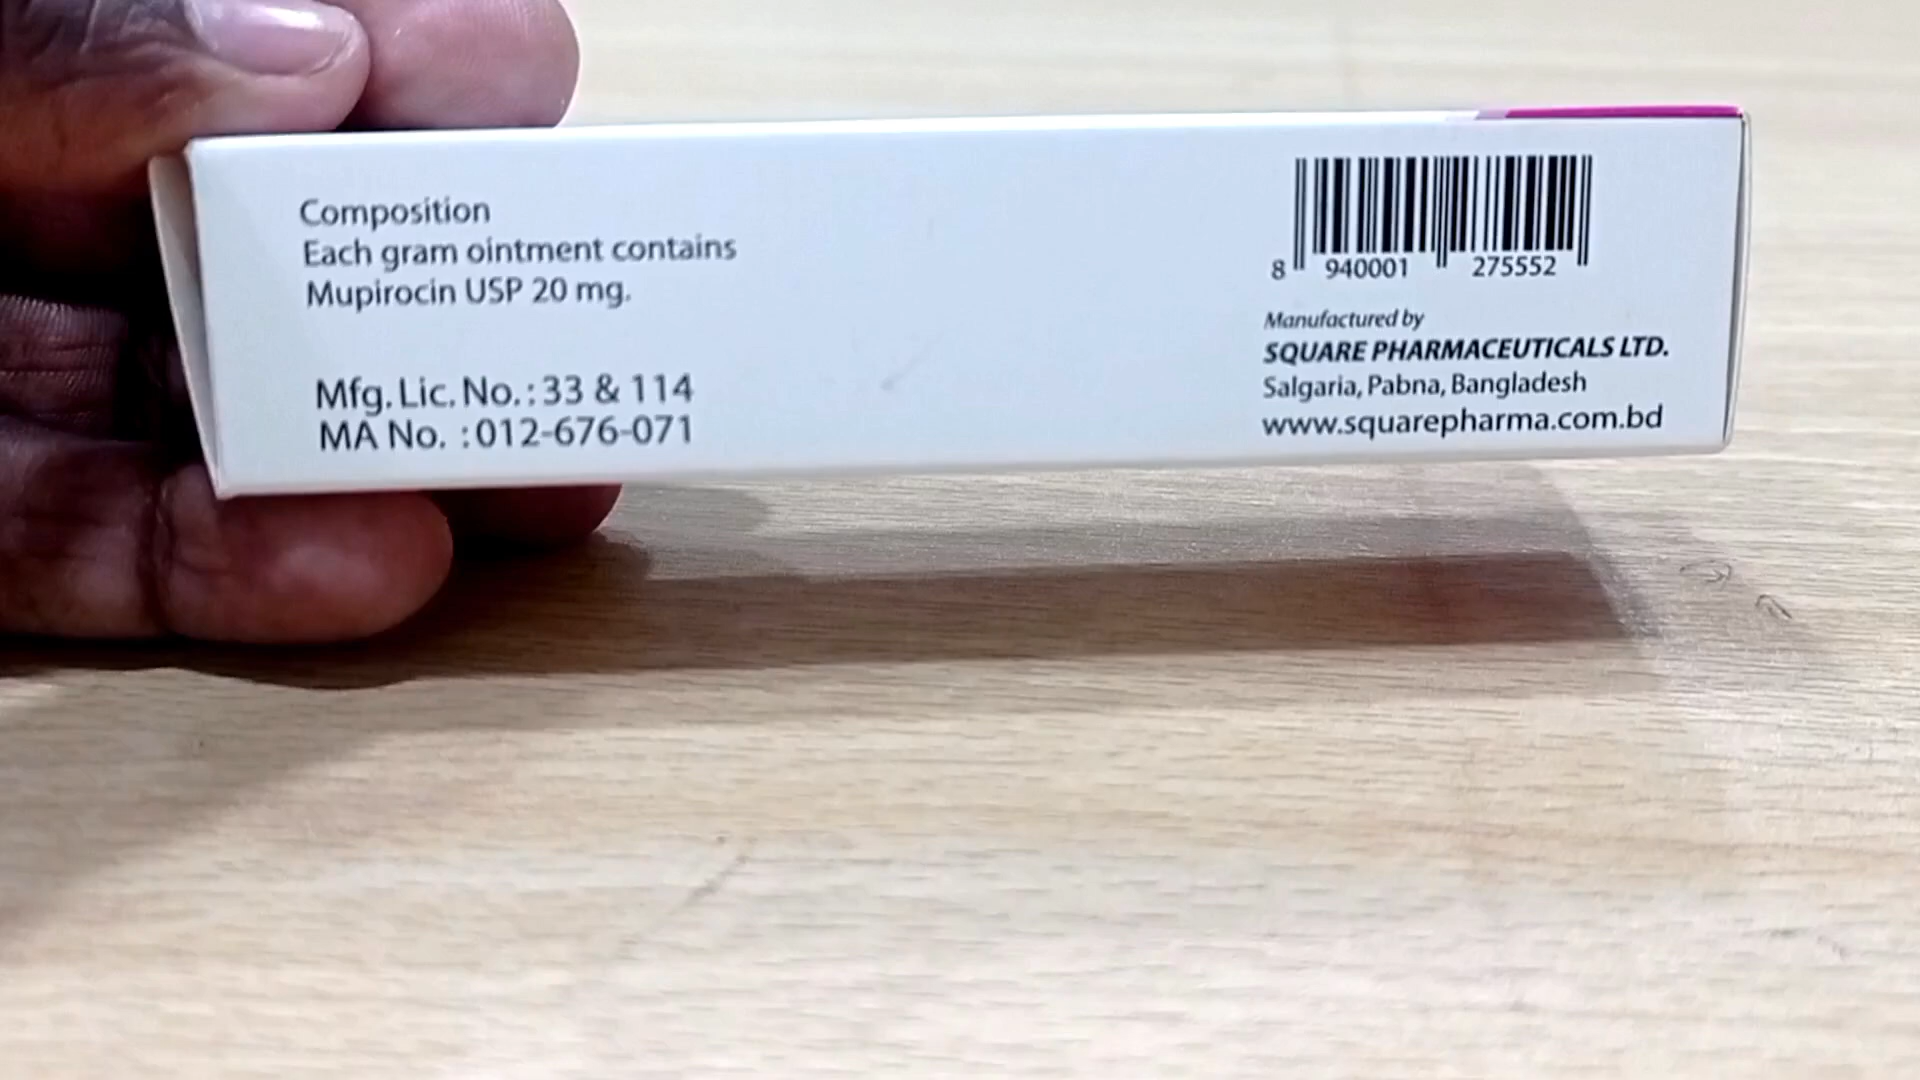 Composition
Each gram ointment contains
Mupirocin USP 20 mg.
Mfg. Lic. No. : 33 & 114
MA No. : 012-676-071
8 940001 275552
Manufactured by
SQUARE PHARMACEUTICALS LTD.
Salgaria, Pabna, Bangladesh
www.squarepharma.com.bd